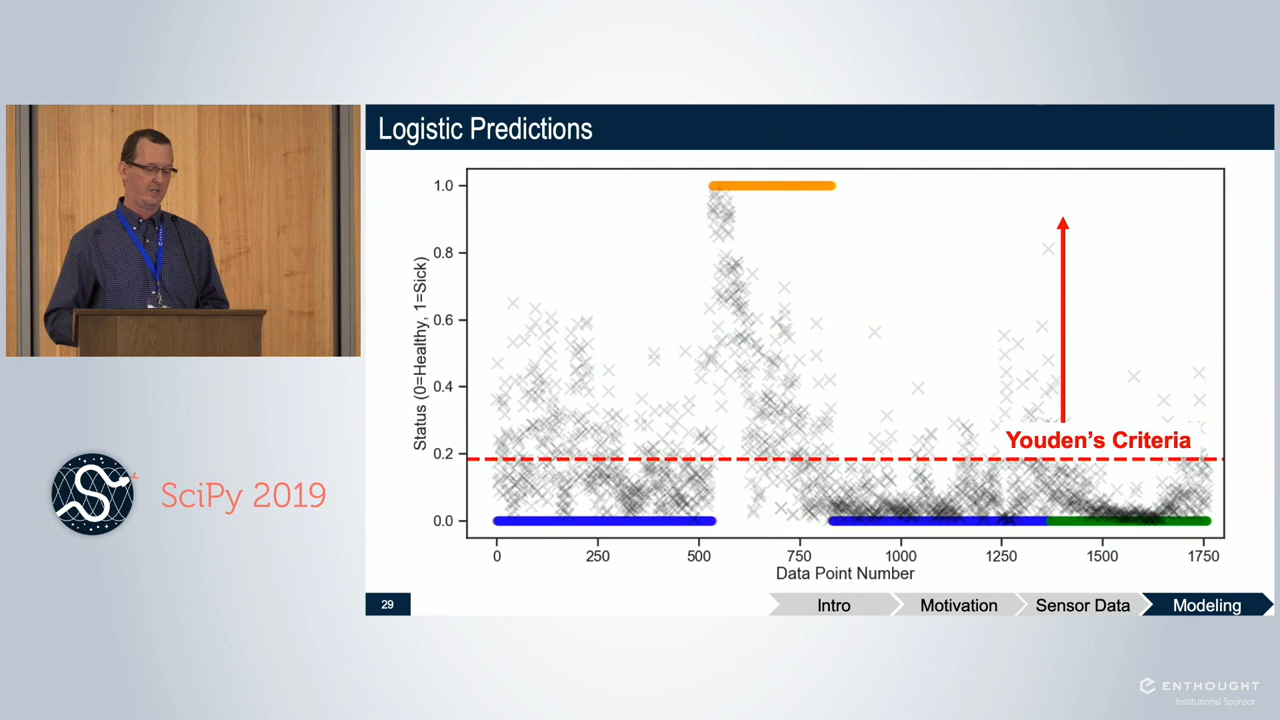 Logistic Predictions
1.0
0.8
0.6
0.4
0.2
0.0
Status (0=Healthy, 1=Sick)
Youden's Criteria
0
250
500
750
1000
1250
1500
1750
Data Point Number
29
Intro
Motivation
Sensor Data
Modeling
SciPy 2019
ENTHOUGHT
Institutional Sponsor